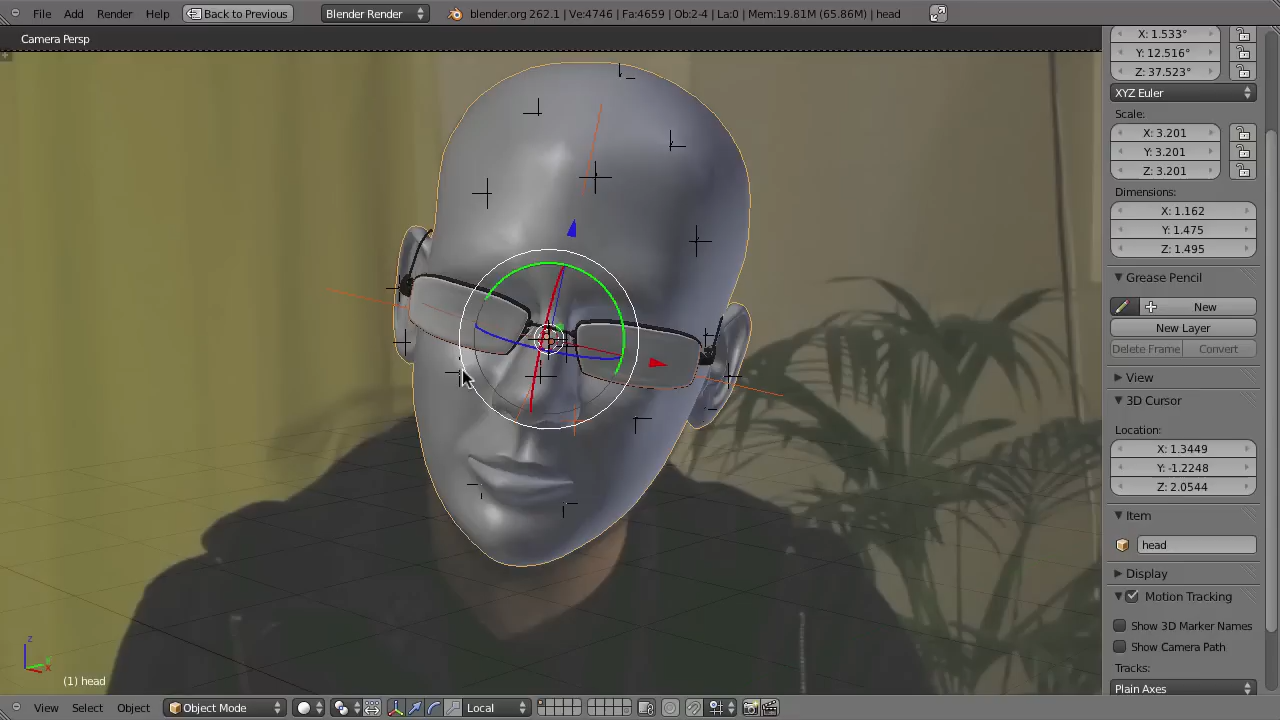 File Add Render Help Back to Previous Blender Render blender.org 262.1 | Ve:4746 | Fa:4659 | Ob:2-4 | La:0 | Mem:19.81M (65.86M) | head
Camera Persp
X: 1.533°
Y: 12.516°
Z: 37.523°
XYZ Euler
Scale:
X: 3.201
Y: 3.201
Z: 3.201
Dimensions:
X: 1.162
Y: 1.475
Z: 1.495
Grease Pencil
New
New Layer
Delete Frame Convert
View
3D Cursor
Location:
X: 1.3449
Y: -1.2248
Z: 2.0544
Item
head
Display
Motion Tracking
Show 3D Marker Names
Show Camera Path
Tracks:
Plain Axes
z
y
x
(1) head
View Select Object Object Mode Local